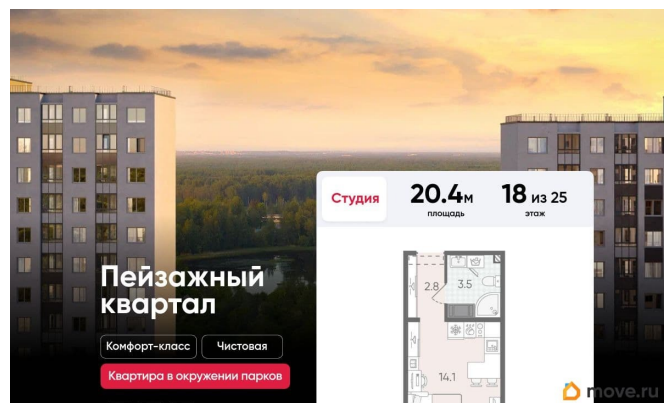 Студия
20.4м
площадь
18 из 25
этаж
2.8
3.5
14.1
Пейзажный
квартал
Комфорт-класс
Чистовая
Квартира в окружении парков
move.ru